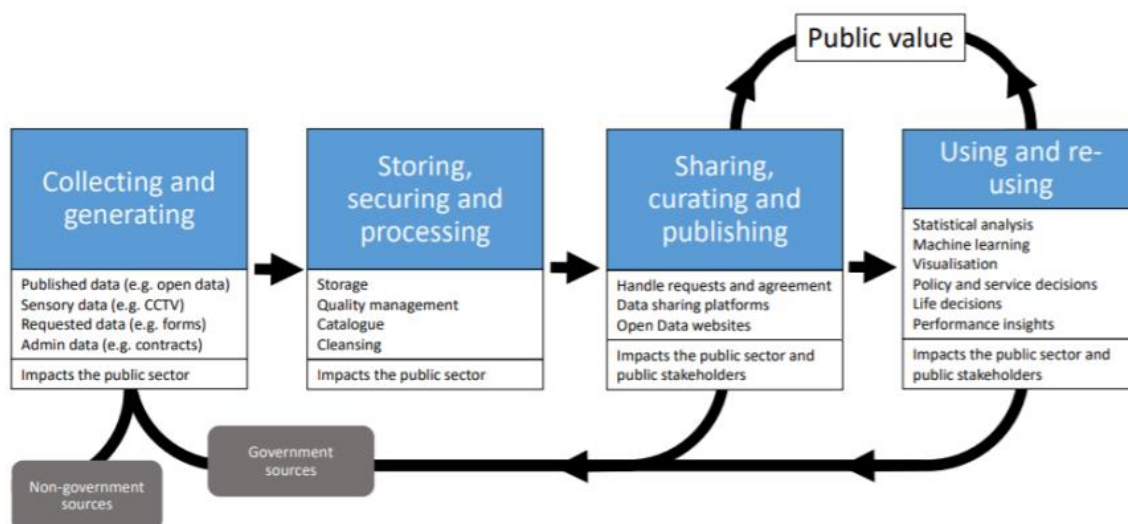 Public value
Collecting and
generating
Published data (e.g. open data)
Sensory data (e.g. CCTV)
Requested data (e.g. forms)
Admin data (e.g. contracts)
Impacts the public sector
Storing,
securing and
processing
Storage
Quality management
Catalogue
Cleansing
Impacts the public sector
Sharing,
curating and
publishing
Handle requests and agreement
Data sharing platforms
Open Data websites
Impacts the public sector and
public stakeholders
Using and re-
using
Statistical analysis
Machine learning
Visualisation
Policy and service decisions
Life decisions
Performance insights
Impacts the public sector and
public stakeholders
Government
sources
Non-government
sources